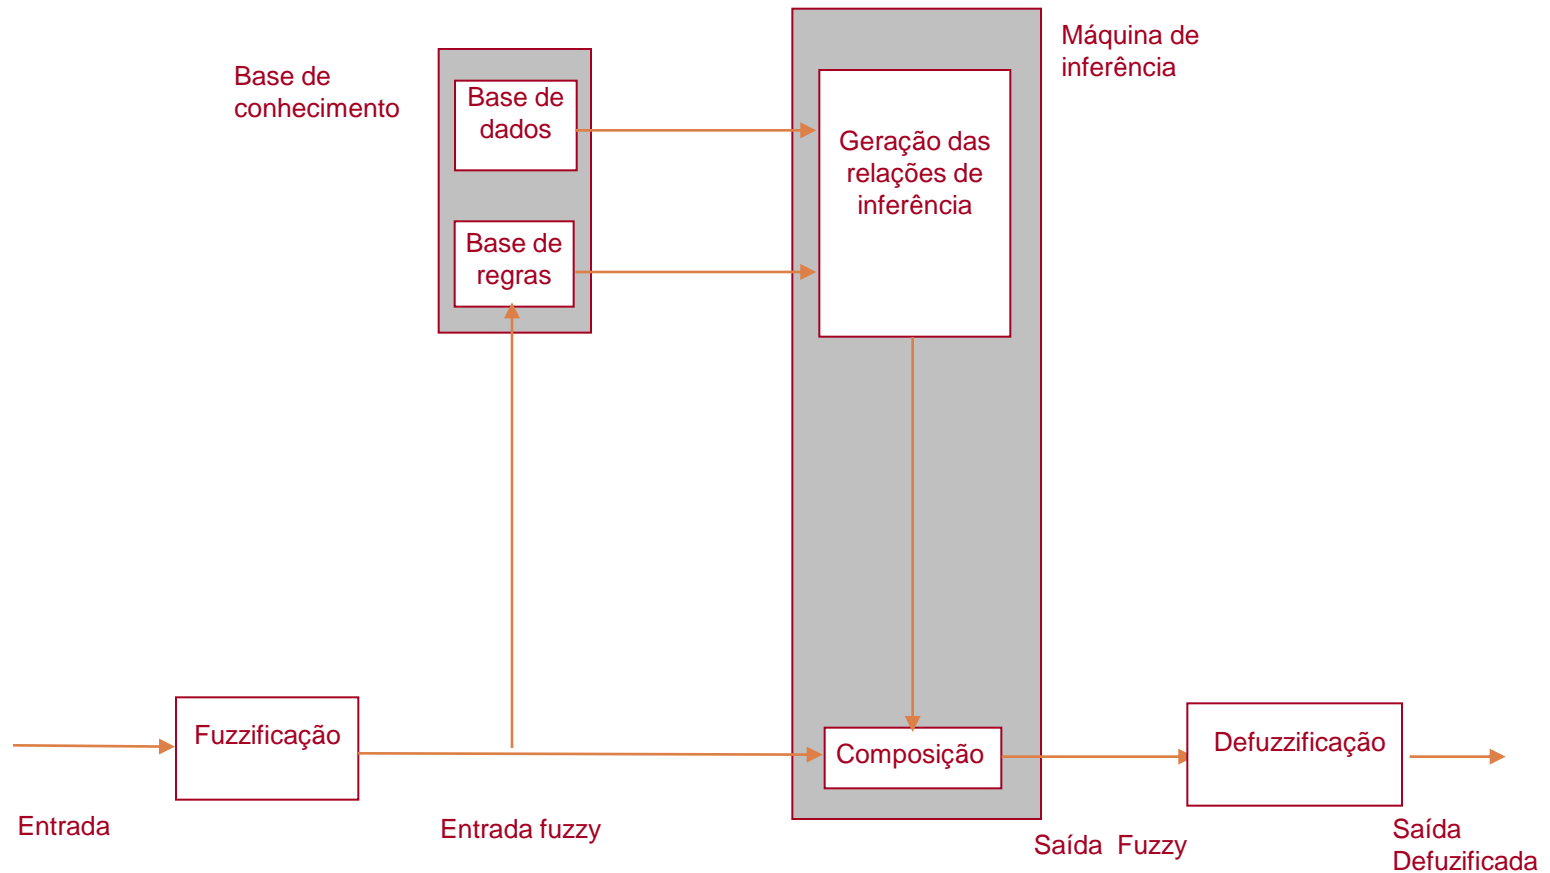 Máquina de
inferência
Base de
conhecimento
Base de
dados
Geração das
relações de
inferência
Base de
regras
Fuzzificação
Composição
Defuzzificação
Entrada
Entrada fuzzy
Saída  Fuzzy
Saída
Defuzificada